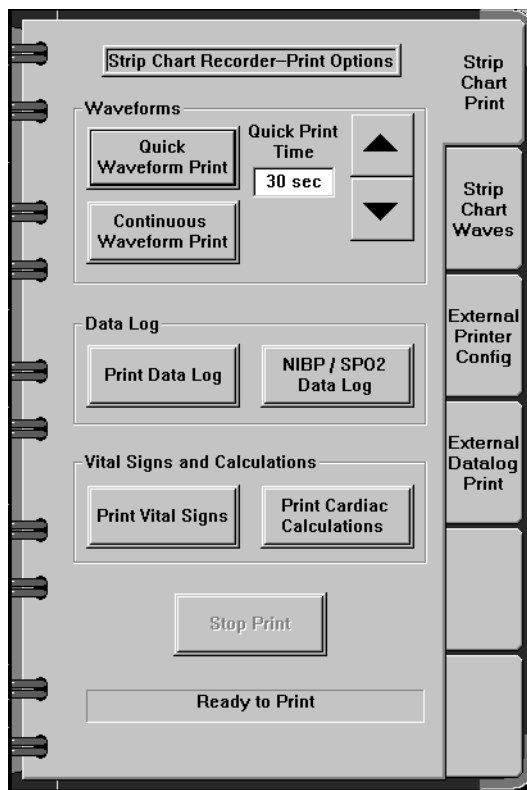 Strip Chart Recorder–Print Options
Waveforms
Quick
Waveform Print
Quick Print
Time
30 sec
Continuous
Waveform Print
Data Log
Print Data Log
NIBP / SPO2
Data Log
Vital Signs and Calculations
Print Vital Signs
Print Cardiac
Calculations
Stop Print
Ready to Print
Strip
Chart
Print
Strip
Chart
Waves
External
Printer
Config
External
Datalog
Print